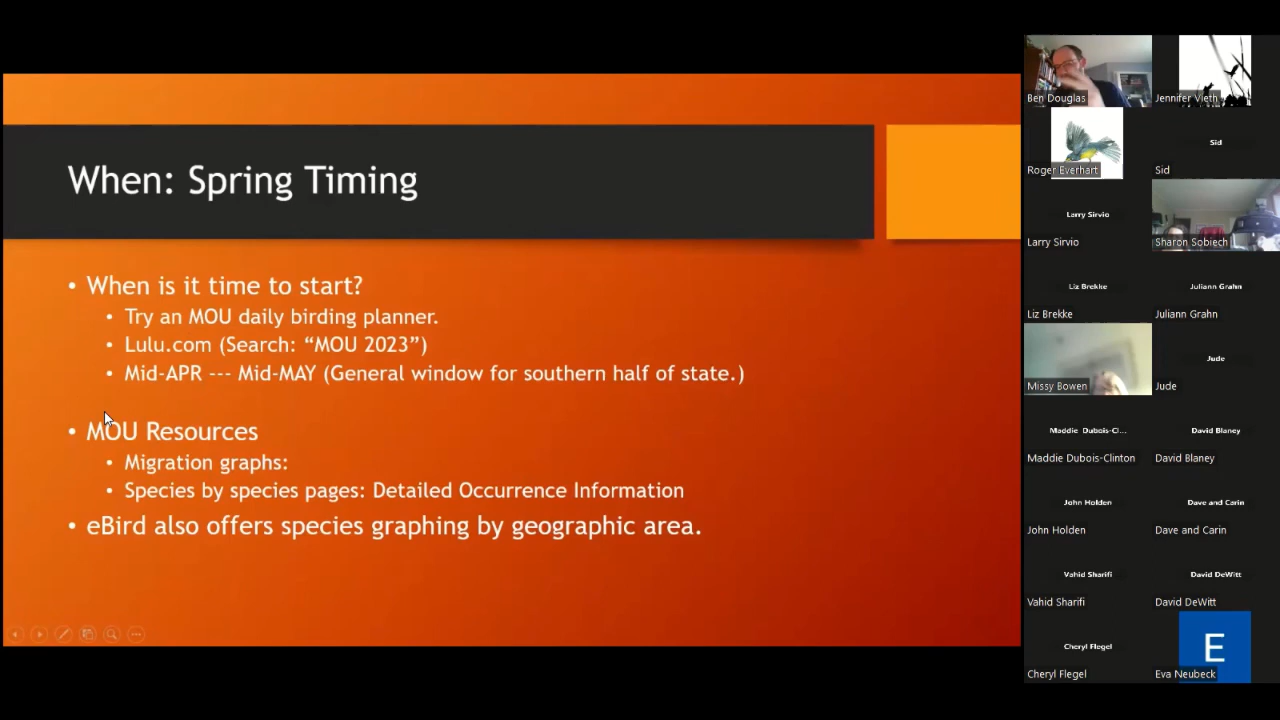 When: Spring Timing
• When is it time to start?
• Try an MOU daily birding planner.
• Lulu.com (Search: “MOU 2023”)
• Mid-APR --- Mid-MAY (General window for southern half of state.)
• MOU Resources
• Migration graphs:
• Species by species pages: Detailed Occurrence Information
• eBird also offers species graphing by geographic area.
Ben Douglas
Jennifer Vieth
Roger Everhart
Sid
Sid
Larry Sirvio
Larry Sirvio
Sharon Sobiech
Liz Brekke
Liz Brekke
Juliann Grahn
Juliann Grahn
Missy Bowen
Jude
Jude
Maddie Dubois-Cl...
Maddie Dubois-Clinton
David Blaney
David Blaney
John Holden
John Holden
Dave and Carin
Dave and Carin
Vahid Sharifi
Vahid Sharifi
David DeWitt
David DeWitt
Cheryl Flegel
Cheryl Flegel
E
Eva Neubeck